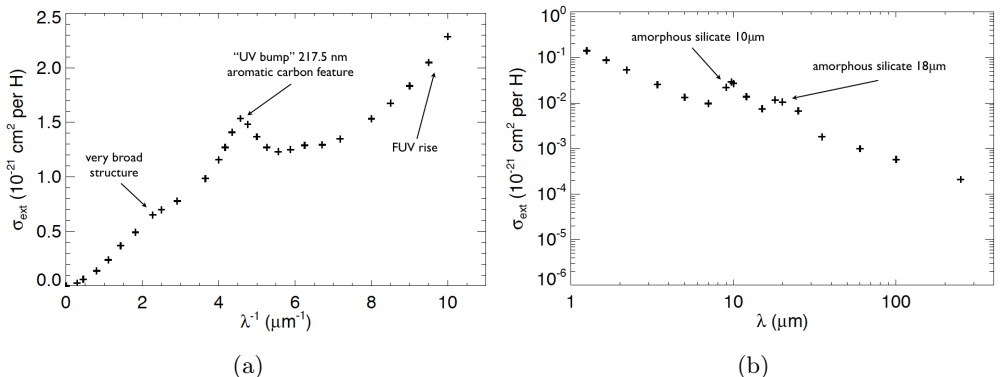 2.5
2.0
1.5
1.0
0.5
0.0
σext (10-21 cm2 per H)
"UV bump" 217.5 nm
aromatic carbon feature
very broad
structure
FUV rise
0 2 4 6 8 10
λ-1 (μm-1)
(a)
100
10-1
10-2
10-3
10-4
10-5
10-6
σext (10-21 cm2 per H)
amorphous silicate 10μm
amorphous silicate 18μm
1 10 100
λ (μm)
(b)